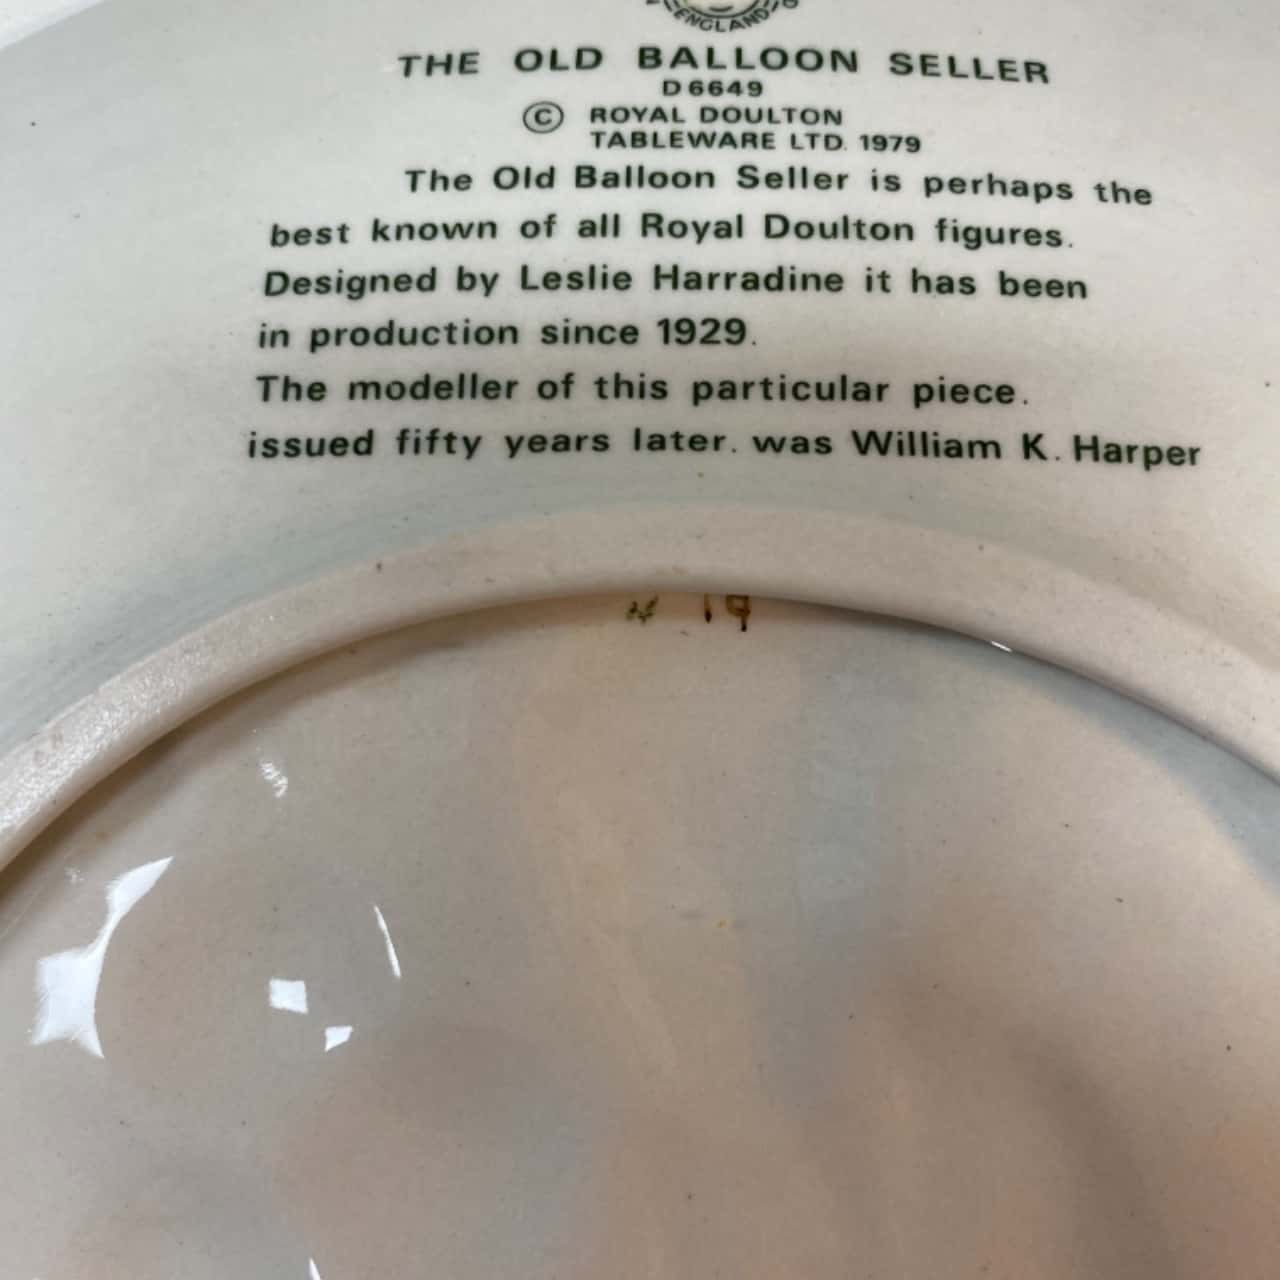 ENGLAND
THE OLD BALLOON SELLER
D 6649
© ROYAL DOULTON
TABLEWARE LTD. 1979
The Old Balloon Seller is perhaps the
best known of all Royal Doulton figures.
Designed by Leslie Harradine it has been
in production since 1929.
The modeller of this particular piece.
issued fifty years later. was William K. Harper
19